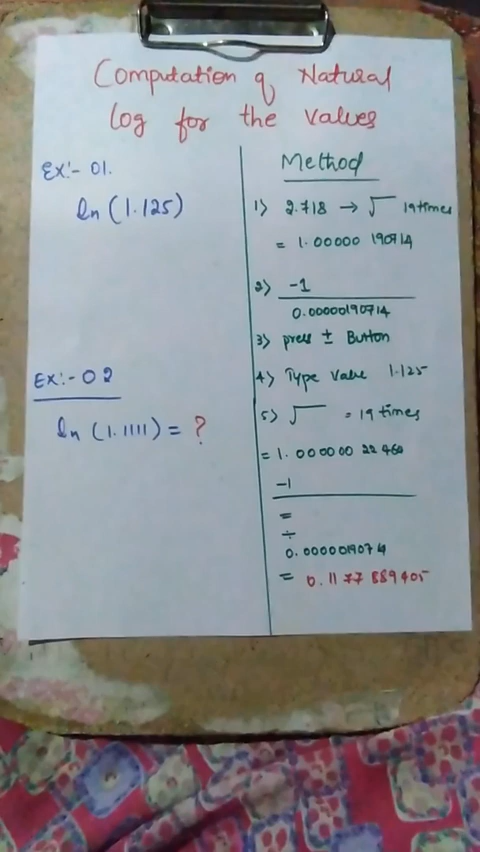 Computation of Natural
log for the values
Ex:- 01.
ln (1.125)
Ex:- 02
ln (1.1111) = ?
Method
1) 2.718 → √ 19 times
= 1.00000 190714
2) -1
0.00000190714
3) press ± Button
4) Type value 1.125
5) √ = 19 times
= 1.000000 22460
-1
=
÷
0.00000190714
= 0.1177889405